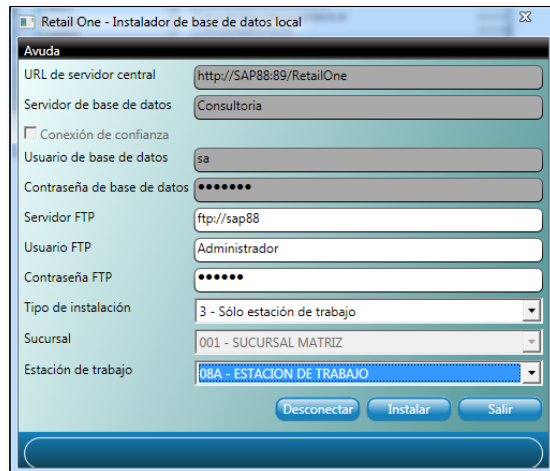 Retail One - Instalador de base de datos local
Ayuda
URL de servidor central http://SAP88:89/RetailOne
Servidor de base de datos Consultoria
Conexión de confianza
Usuario de base de datos sa
Contraseña de base de datos •••••••
Servidor FTP ftp://sap88
Usuario FTP Administrador
Contraseña FTP ••••••
Tipo de instalación 3 - Sólo estación de trabajo
Sucursal 001 - SUCURSAL MATRIZ
Estación de trabajo 08A - ESTACION DE TRABAJO
Desconectar Instalar Salir